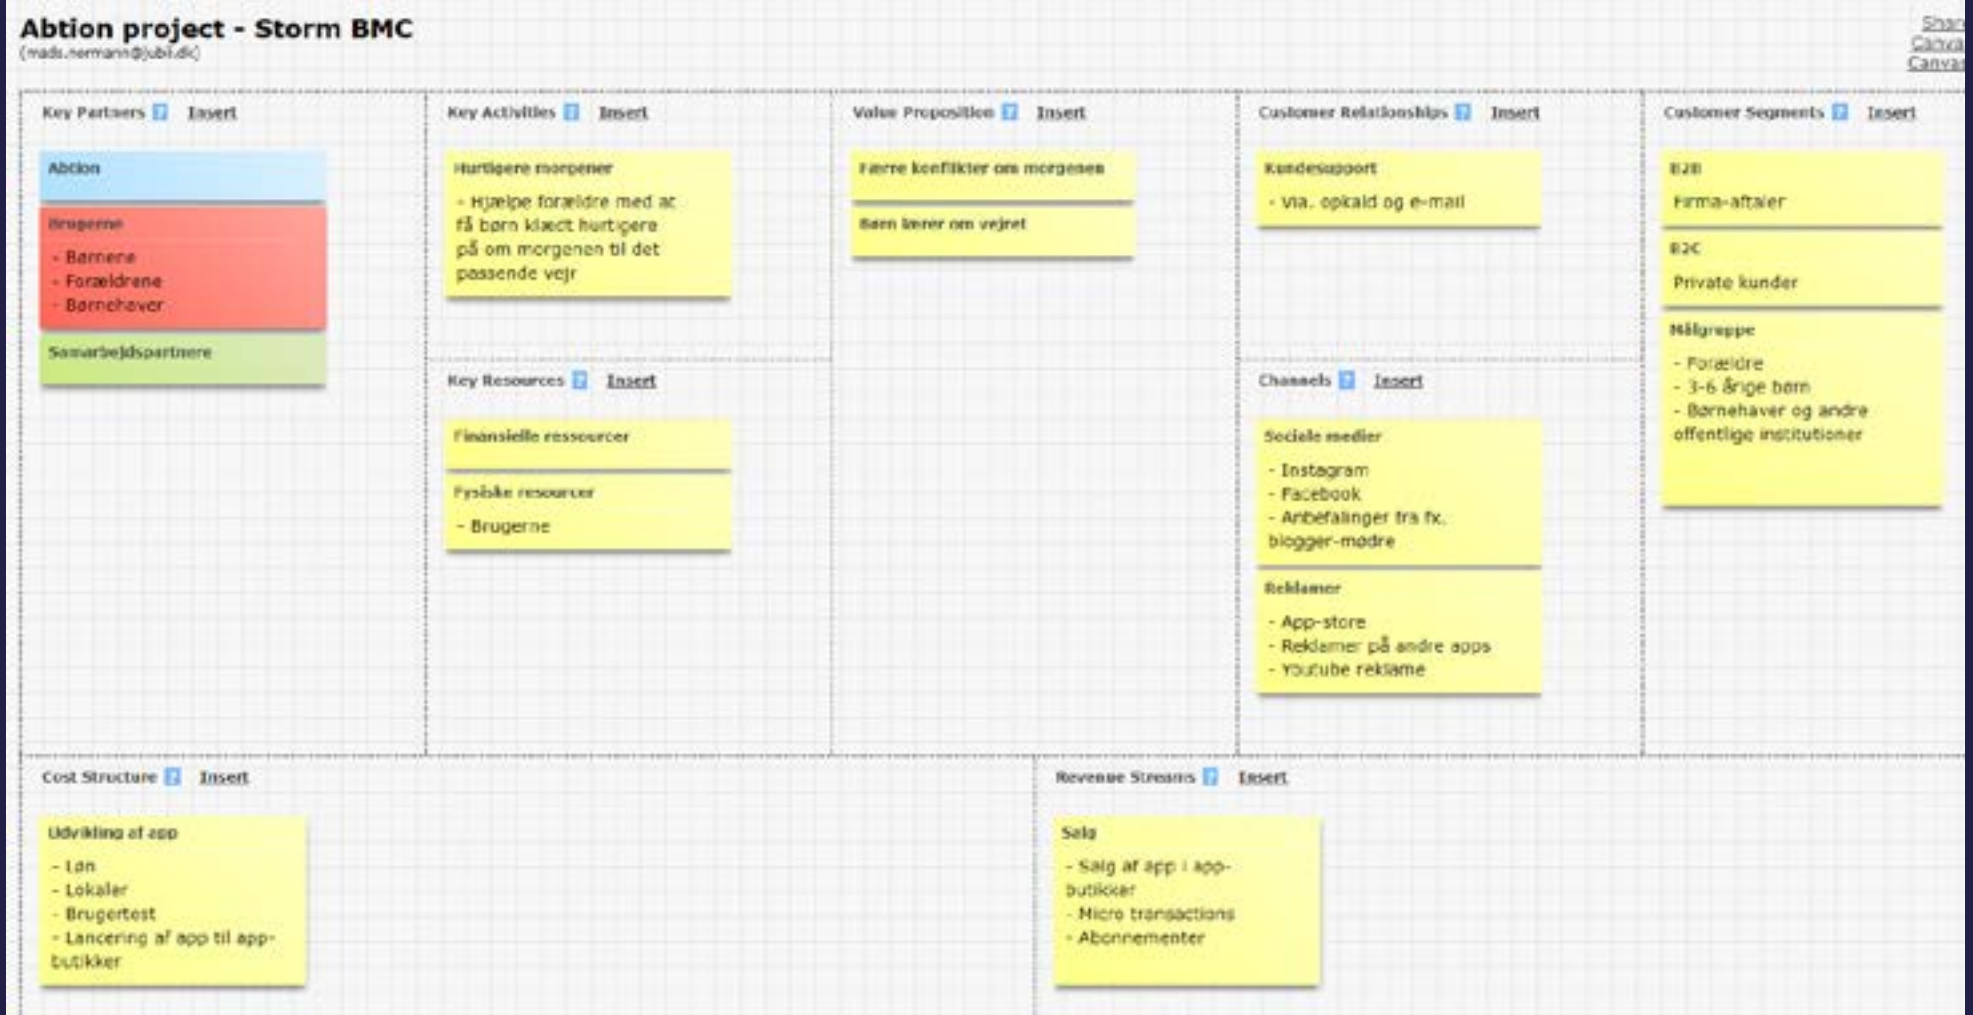 Abtion project - Storm BMC
Share
Canva
Canvas
Key Partners ? Insert
Abtion
Brugerne
- Børnene
- Forældrene
- Børnehaver
Samarbejdspartnere
Key Activities ? Insert
Hurtigere morgener
- Hjælpe forældre med at
få børn klædt hurtigere
på om morgenen til det
passende vejr
Key Resources ? Insert
Finansielle ressourcer
Fysiske resourcer
- Brugerne
Value Proposition ? Insert
Færre konflikter om morgenen
Børn lærer om vejret
Customer Relationships ? Insert
Kundesupport
- Via. opkald og e-mail
Channels ? Insert
Sociale medier
- Instagram
- Facebook
- Anbefalinger fra fx.
blogger-mødre
Reklamer
- App-store
- Reklamer på andre apps
- Youtube reklame
Customer Segments ? Insert
B2B
Firma-aftaler
B2C
Private kunder
Målgruppe
- Forældre
- 3-6 årige børn
- Børnehaver og andre
offentlige institutioner
Cost Structure ? Insert
Udvikling af app
- Løn
- Lokaler
- Brugertest
- Lancering af app til app-
butikker
Revenue Streams ? Insert
Salg
- Salg af app i app-
butikker
- Micro transactions
- Abonnementer